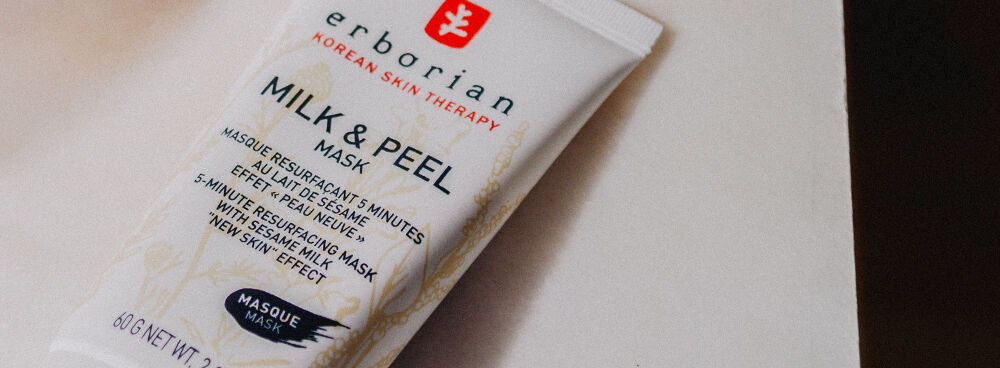 erborian
KOREAN SKIN THERAPY
MILK & PEEL
MASK
MASQUE RESURFAÇANT 5 MINUTES
AU LAIT DE SÉSAME
EFFET « PEAU NEUVE »
5-MINUTE RESURFACING MASK
WITH SESAME MILK
"NEW SKIN" EFFECT
MASQUE
MASK
60 G NET WT. 2